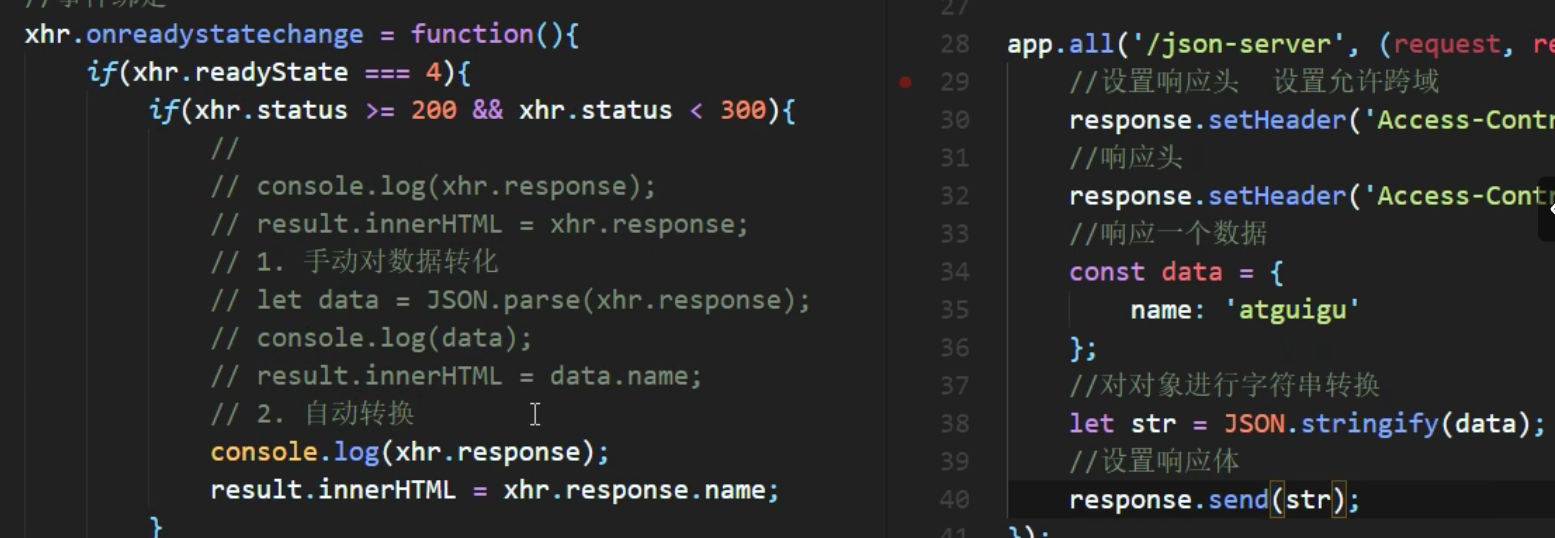 //事件绑定
xhr.onreadystatechange = function(){
if(xhr.readyState === 4){
if(xhr.status >= 200 && xhr.status < 300){
//
// console.log(xhr.response);
// result.innerHTML = xhr.response;
// 1. 手动对数据转化
// let data = JSON.parse(xhr.response);
// console.log(data);
// result.innerHTML = data.name;
// 2. 自动转换
console.log(xhr.response);
result.innerHTML = xhr.response.name;
}
27
28 app.all('/json-server', (request, re
29 //设置响应头 设置允许跨域
30 response.setHeader('Access-Contr
31 //响应头
32 response.setHeader('Access-Contr
33 //响应一个数据
34 const data = {
35 name: 'atguigu'
36 };
37 //对对象进行字符串转换
38 let str = JSON.stringify(data);
39 //设置响应体
40 response.send(str);
41 });